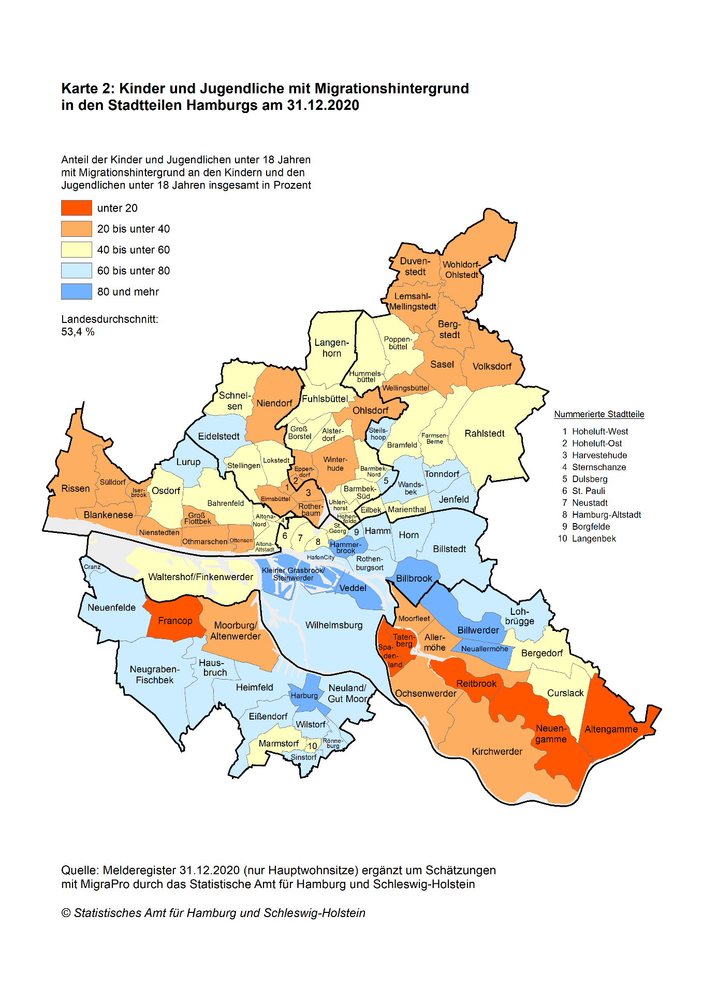 Karte 2: Kinder und Jugendliche mit Migrationshintergrund
in den Stadtteilen Hamburgs am 31.12.2020
Anteil der Kinder und Jugendlichen unter 18 Jahren
mit Migrationshintergrund an den Kindern und den
Jugendlichen unter 18 Jahren insgesamt in Prozent
unter 20
20 bis unter 40
40 bis unter 60
60 bis unter 80
80 und mehr
Landesdurchschnitt:
53,4 %
Duven-
stedt
Wohldorf-
Ohlstedt
Lemsahl-
Mellingstedt
Berg-
stedt
Langen-
horn
Poppen-
büttel
Sasel
Volksdorf
Hummels-
büttel
Wellingsbüttel
Schnel-
sen
Niendorf
Fuhlsbüttel
Ohlsdorf
Groß
Borstel
Alster-
dorf
Steils-
hoop
Bramfeld
Farmsen-
Berne
Rahlstedt
Eidelstedt
Lurup
Stellingen
Lokstedt
Eppen-
dorf
Winter-
hude
Barmbek-
Nord
5
Wands-
bek
Tonndorf
Jenfeld
Rissen
Sülldorf
Iser-
brook
Osdorf
Bahrenfeld
Eimsbüttel
1
2
3
Rother-
baum
Barmbek-
Süd
Uhlen-
horst
Eilbek
Marienthal
Hohen-
felde
Blankenese
Groß
Flottbek
Nienstedten
Othmarschen
Ottensen
Altona-
Nord
4
Altona-
Altstadt
6
7
8
St.
Georg
9
Hamm
Horn
Billstedt
Hammer-
brook
HafenCity
Rothen-
burgsort
Billbrook
Cranz
Waltershof/Finkenwerder
Kleiner Grasbrook/
Steinwerder
Veddel
Neuenfelde
Francop
Moorburg/
Altenwerder
Wilhelmsburg
Moorfleet
Billwerder
Loh-
brügge
Taten-
berg
Spa-
den-
land
Aller-
möhe
Neuallermöhe
Bergedorf
Neugraben-
Fischbek
Haus-
bruch
Heimfeld
Harburg
Neuland/
Gut Moor
Ochsenwerder
Reitbrook
Curslack
Eißendorf
Wilstorf
Neuen-
gamme
Altengamme
Marmstorf
10
Rönne-
burg
Sinstorf
Kirchwerder
Nummerierte Stadtteile
1 Hoheluft-West
2 Hoheluft-Ost
3 Harvestehude
4 Sternschanze
5 Dulsberg
6 St. Pauli
7 Neustadt
8 Hamburg-Altstadt
9 Borgfelde
10 Langenbek
Quelle: Melderegister 31.12.2020 (nur Hauptwohnsitze) ergänzt um Schätzungen
mit MigraPro durch das Statistische Amt für Hamburg und Schleswig-Holstein
© Statistisches Amt für Hamburg und Schleswig-Holstein